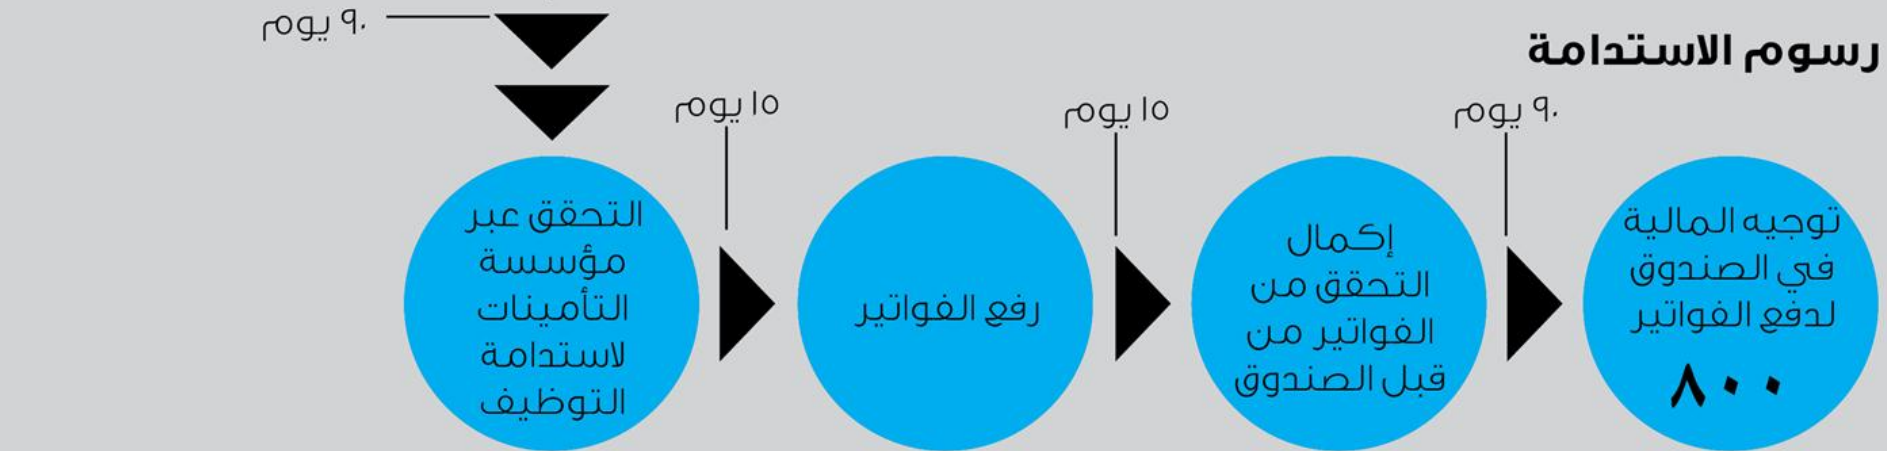 رسوم الاستدامة
٩٠ يوم
١٥ يوم
١٥ يوم
٩٠ يوم
التحقق عبر
مؤسسة
التأمينات
لاستدامة
التوظيف
رفع الفواتير
إكمال
التحقق من
الفواتير من
قبل الصندوق
توجيه المالية
في الصندوق
لدفع الفواتير
٨٠٠